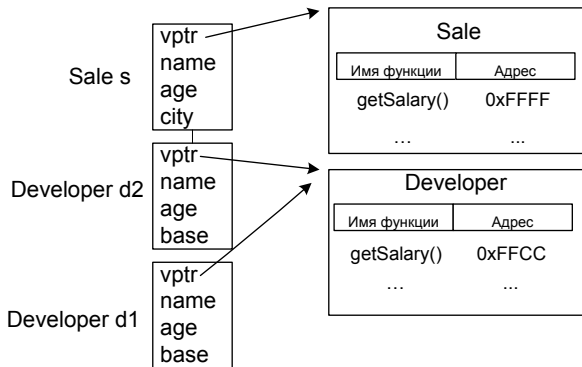 Sale s
vptr
name
age
city
Developer d2
vptr
name
age
base
Developer d1
vptr
name
age
base
Sale
Имя функции Адрес
getSalary() 0xFFFF
… ...
Developer
Имя функции Адрес
getSalary() 0xFFCC
… ...